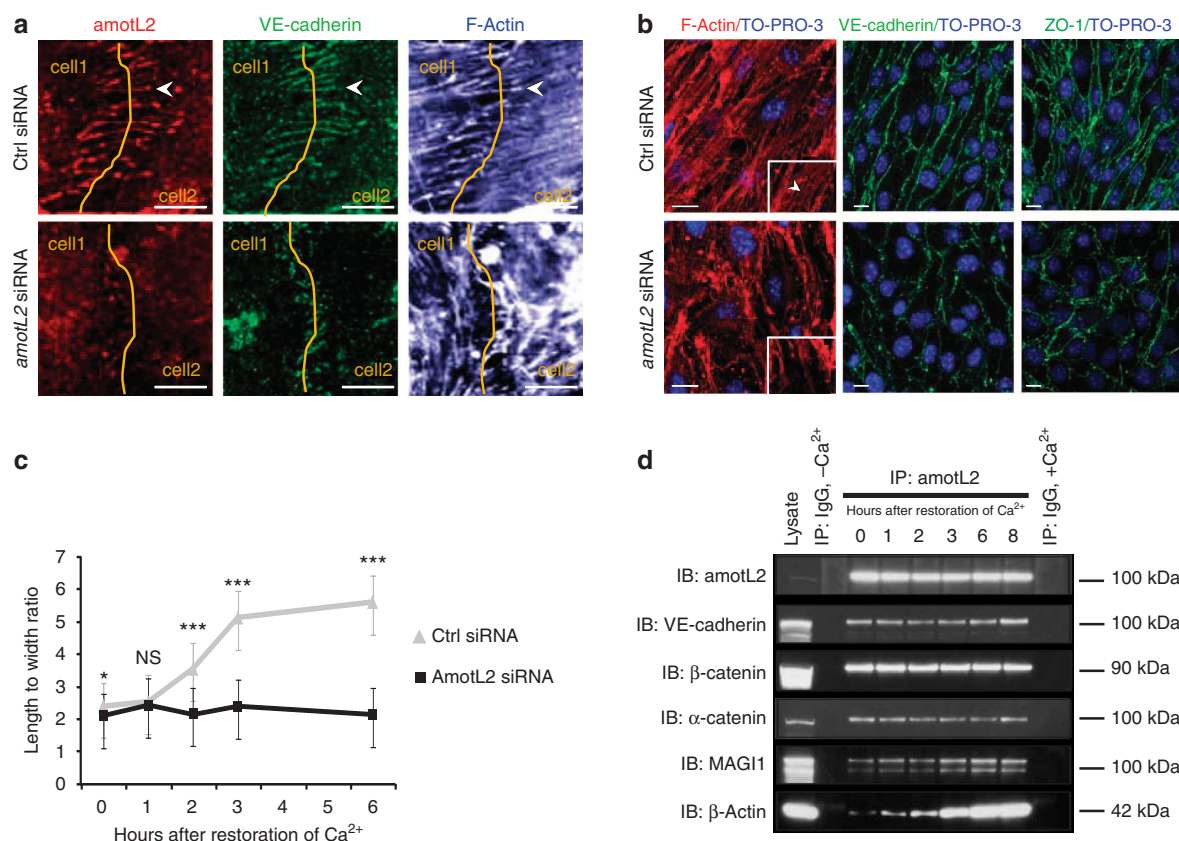 a
amotL2 VE-cadherin F-Actin
Ctrl siRNA
cell1 cell1 cell1
cell2 cell2 cell2
amotL2 siRNA
cell1 cell1 cell1
cell2 cell2 cell2
b
F-Actin/TO-PRO-3 VE-cadherin/TO-PRO-3 ZO-1/TO-PRO-3
Ctrl siRNA
amotL2 siRNA
c
Length to width ratio
7
6
5
4
3
2
1
0
* NS *** *** ***
0 1 2 3 4 5 6
Hours after restoration of Ca²⁺
Ctrl siRNA
AmotL2 siRNA
d
Lysate
IP: IgG, –Ca²⁺
IP: amotL2
Hours after restoration of Ca²⁺
0 1 2 3 6 8
IP: IgG, +Ca²⁺
IB: amotL2 100 kDa
IB: VE-cadherin 100 kDa
IB: β-catenin 90 kDa
IB: α-catenin 100 kDa
IB: MAGI1 100 kDa
IB: β-Actin 42 kDa